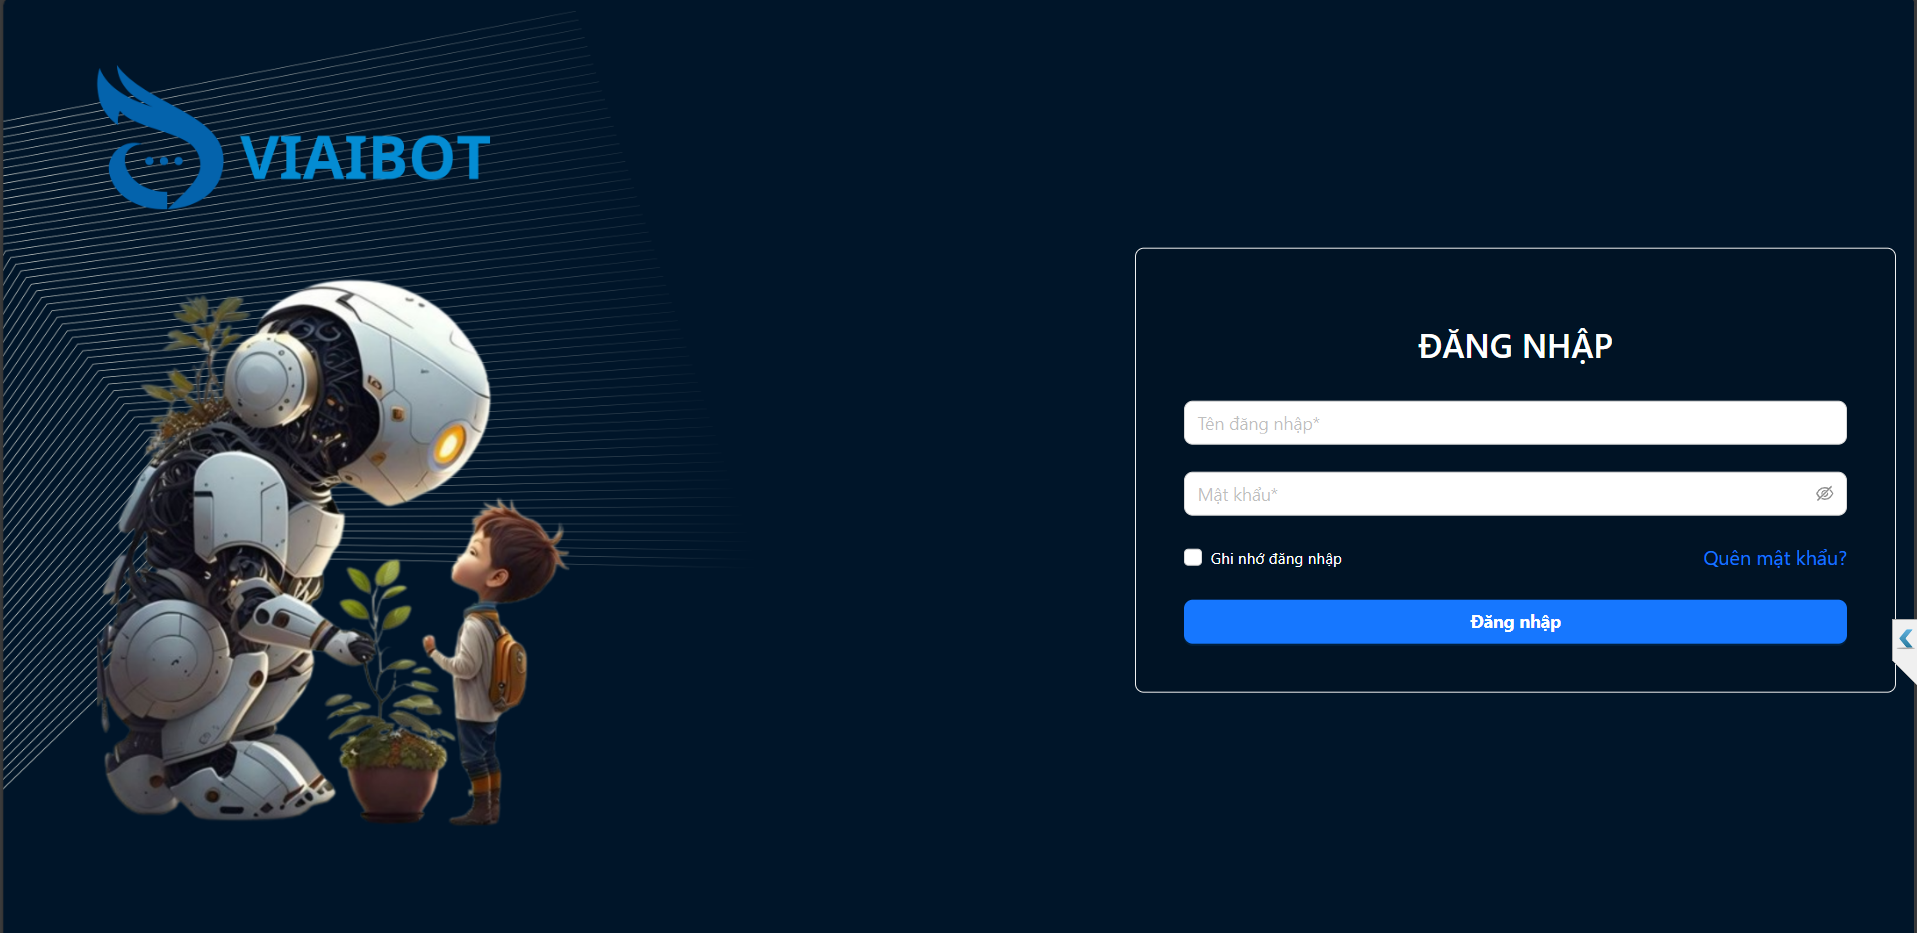 VIAIBOT
ĐĂNG NHẬP
Tên đăng nhập*
Mật khẩu*
Ghi nhớ đăng nhập
Quên mật khẩu?
Đăng nhập